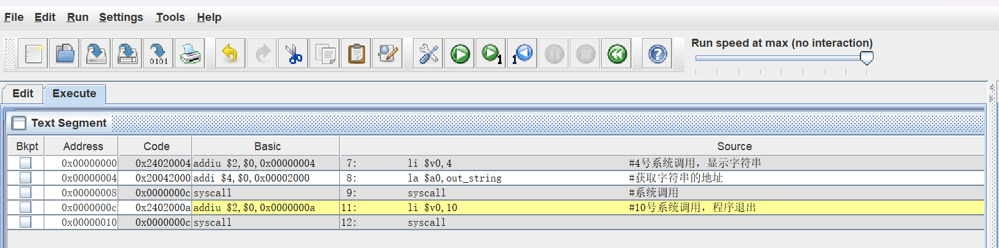 File Edit Run Settings Tools Help
Run speed at max (no interaction)
0101 1 1
Edit Execute
Text Segment
Bkpt Address Code Basic Source
0x00000000 0x24020004 addiu $2,$0,0x00000004 7: li $v0,4 #4号系统调用，显示字符串
0x00000004 0x20042000 addi $4,$0,0x00002000 8: la $a0,out_string #获取字符串的地址
0x00000008 0x0000000c syscall 9: syscall #系统调用
0x0000000c 0x2402000a addiu $2,$0,0x0000000a 11: li $v0,10 #10号系统调用，程序退出
0x00000010 0x0000000c syscall 12: syscall